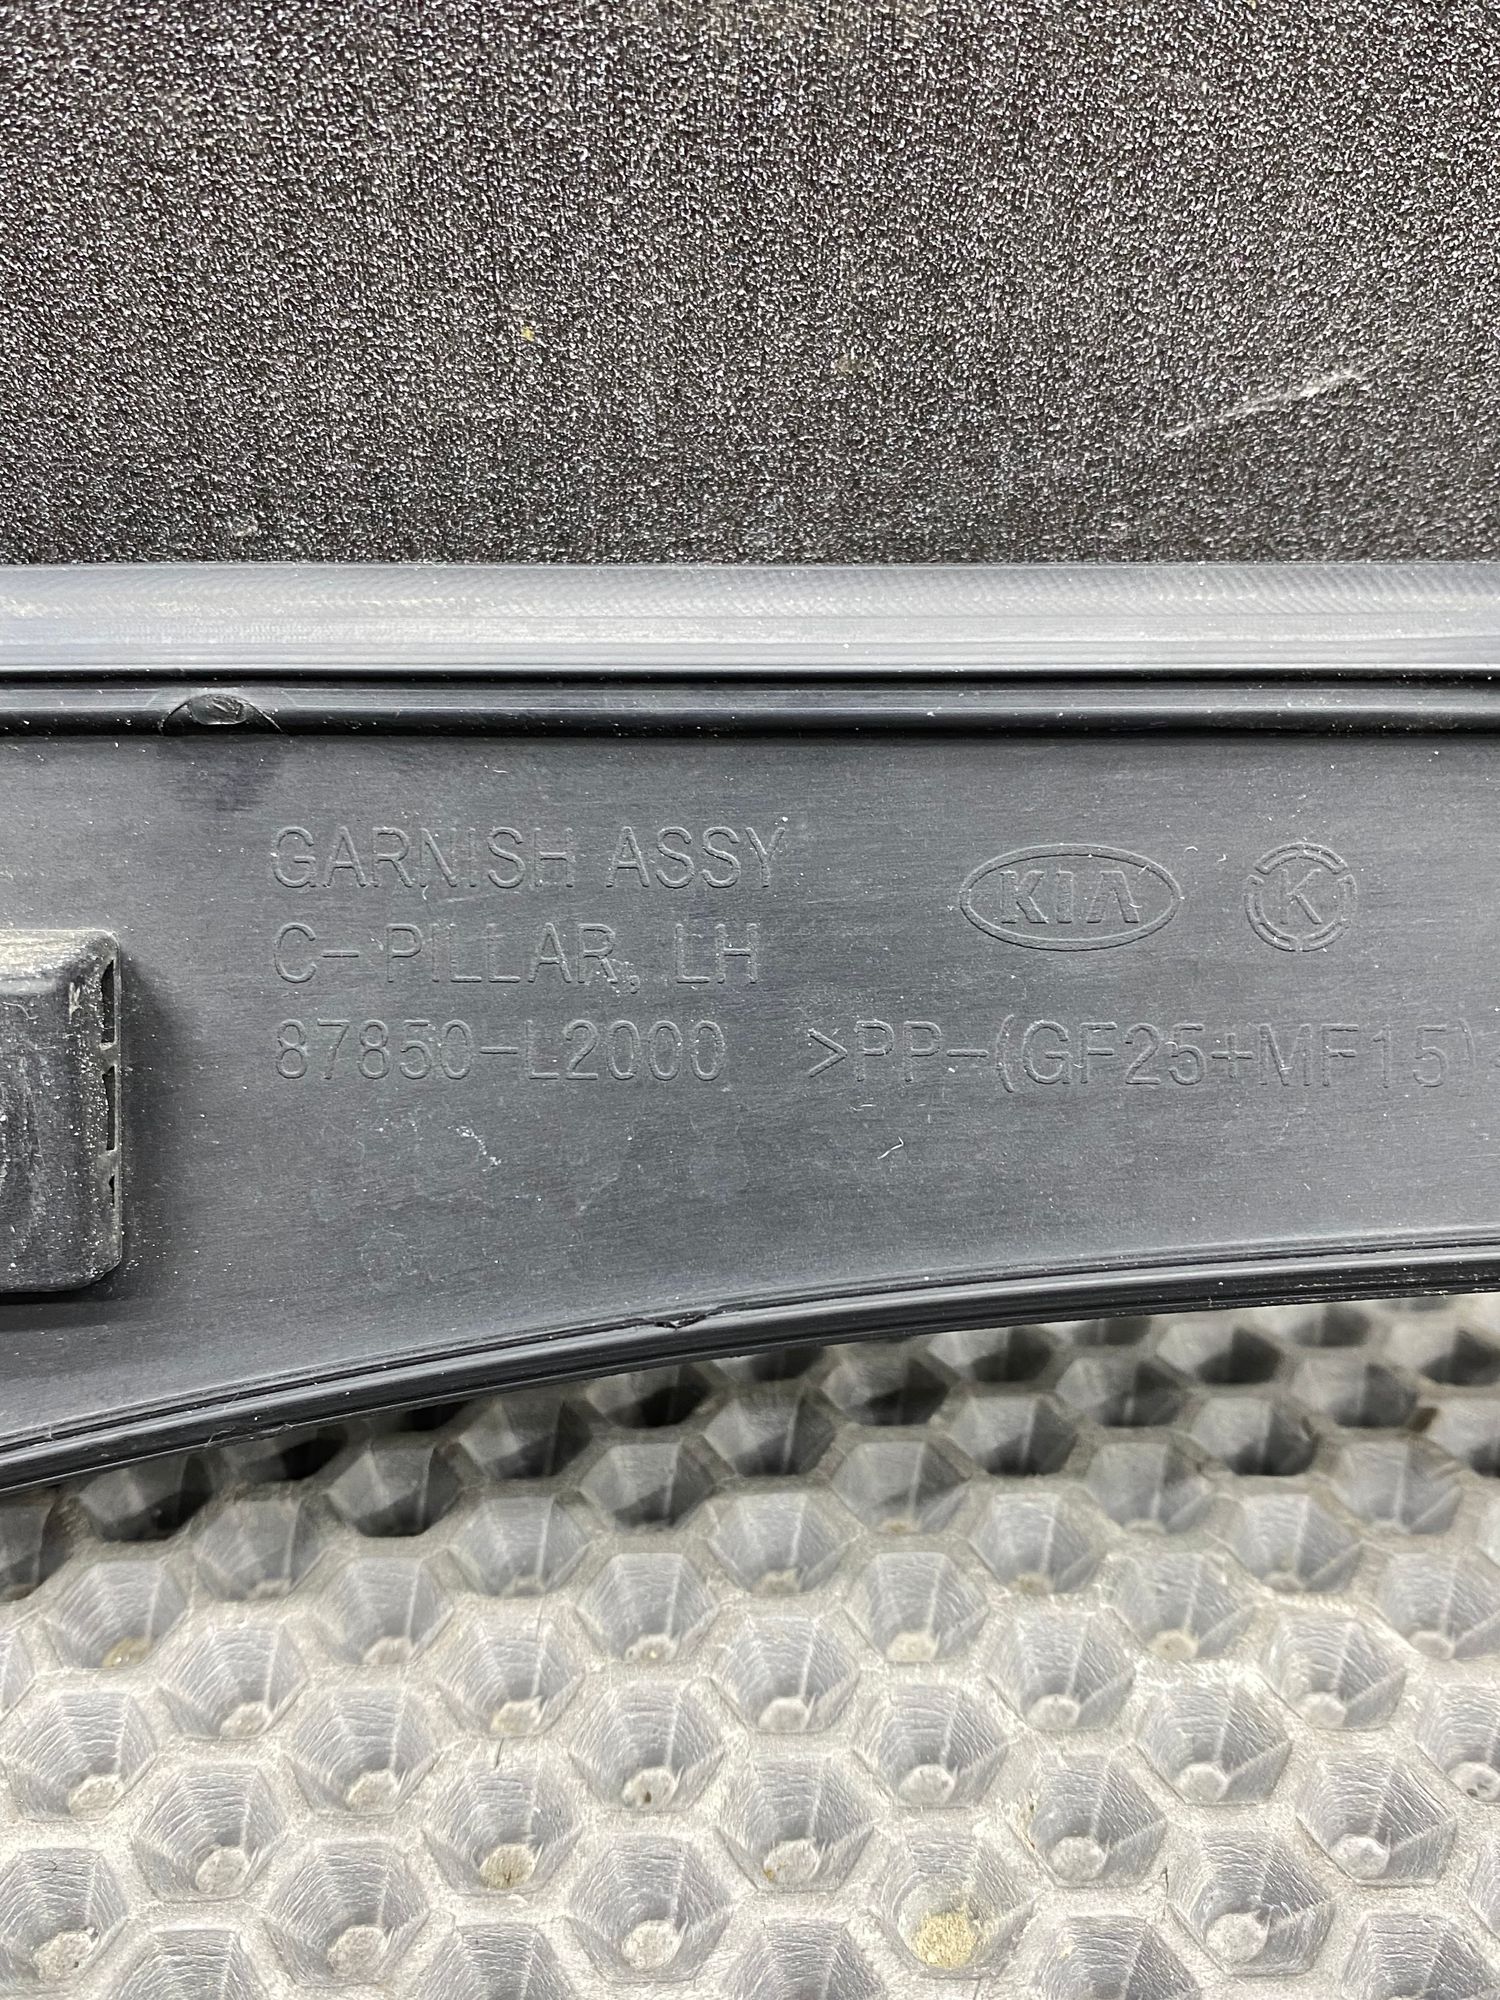 GARNISH ASSY
C-PILLAR, LH
87850-L2000
KIA K
>PP-(GF25+MF15)